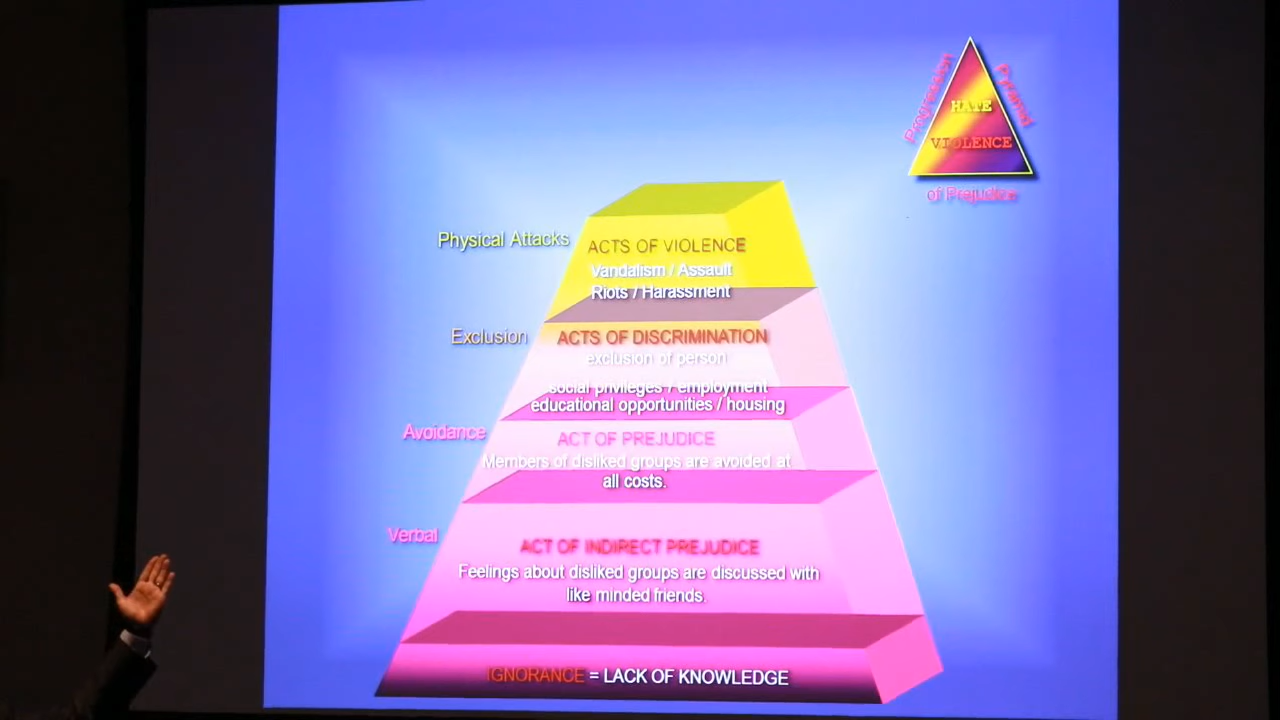 Progression
Pyramid
HATE
VIOLENCE
of Prejudice
Physical Attacks
ACTS OF VIOLENCE
Vandalism / Assault
Riots / Harassment
Exclusion
ACTS OF DISCRIMINATION
exclusion of person
social privileges / employment
educational opportunities / housing
Avoidance
ACT OF PREJUDICE
Members of disliked groups are avoided at
all costs.
Verbal
ACT OF INDIRECT PREJUDICE
Feelings about disliked groups are discussed with
like minded friends.
IGNORANCE = LACK OF KNOWLEDGE